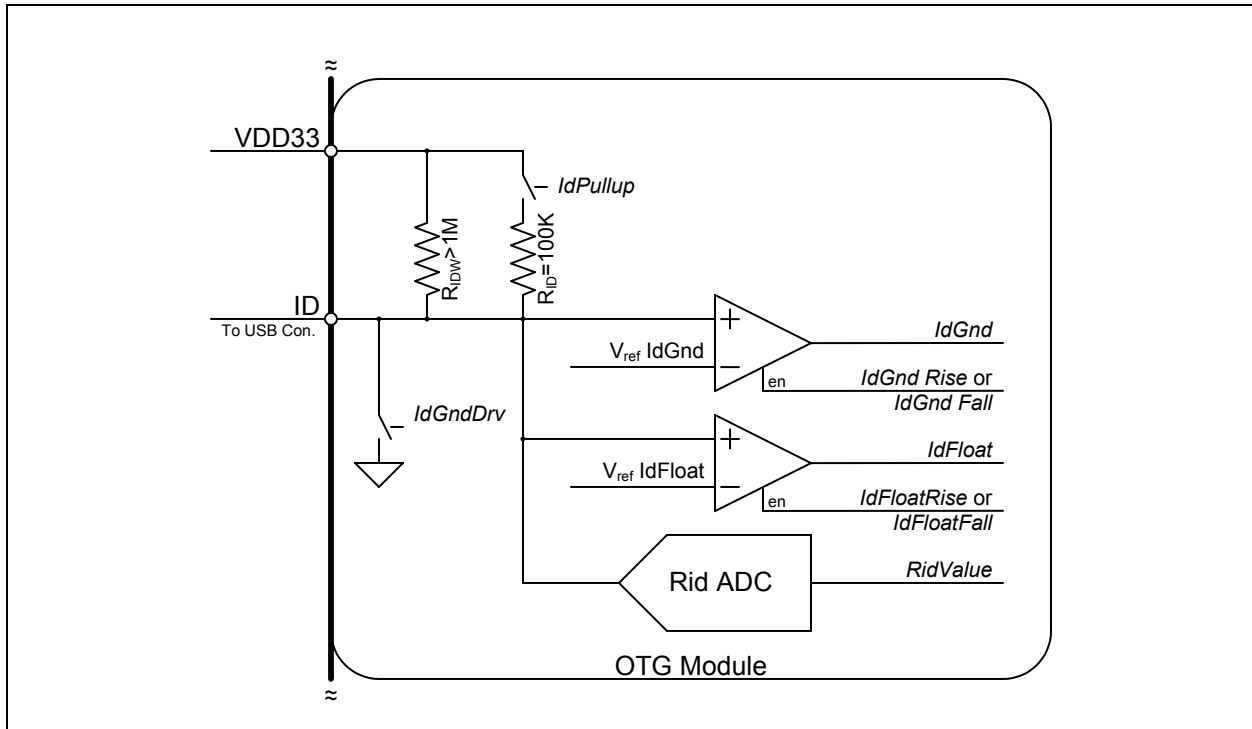 ≈
VDD33
IdPullup
RIDW>1M
RID=100K
ID
To USB Con.
+
Vref IdGnd
−
IdGnd
en
IdGnd Rise or
IdGnd Fall
IdGndDrv
+
Vref IdFloat
−
IdFloat
en
IdFloatRise or
IdFloatFall
Rid ADC
RidValue
OTG Module
≈